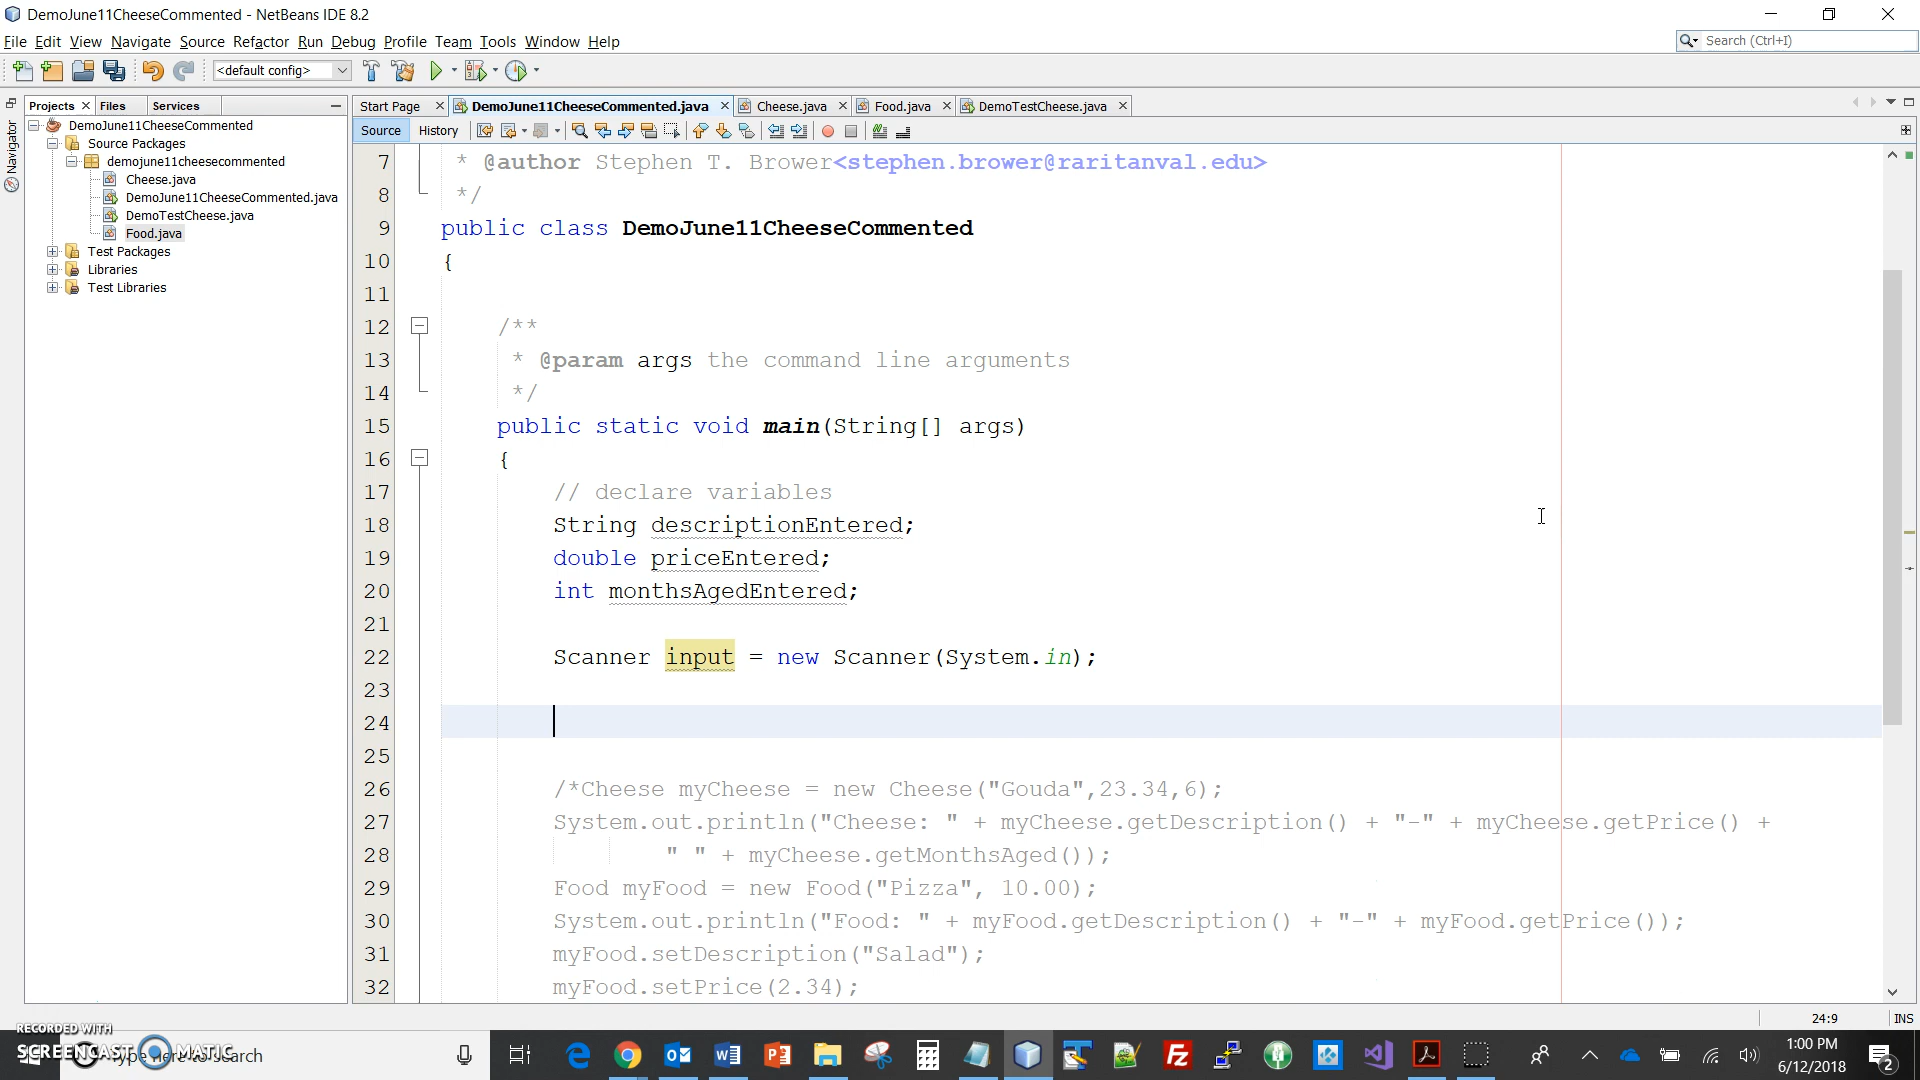 DemoJune11CheeseCommented - NetBeans IDE 8.2
File Edit View Navigate Source Refactor Run Debug Profile Team Tools Window Help
Search (Ctrl+I)
<default config>
Projects Files Services
Start Page DemoJune11CheeseCommented.java Cheese.java Food.java DemoTestCheese.java
Source History
Navigator
DemoJune11CheeseCommented
Source Packages
demojune11cheesecommented
Cheese.java
DemoJune11CheeseCommented.java
DemoTestCheese.java
Food.java
Test Packages
Libraries
Test Libraries
7 * @author Stephen T. Brower<stephen.brower@raritanval.edu>
8 */
9 public class DemoJune11CheeseCommented
10 {
11
12 /**
13 * @param args the command line arguments
14 */
15 public static void main(String[] args)
16 {
17 // declare variables
18 String descriptionEntered;
19 double priceEntered;
20 int monthsAgedEntered;
21
22 Scanner input = new Scanner(System.in);
23
24
25
26 /*Cheese myCheese = new Cheese("Gouda",23.34,6);
27 System.out.println("Cheese: " + myCheese.getDescription() + "-" + myCheese.getPrice() +
28 " " + myCheese.getMonthsAged());
29 Food myFood = new Food("Pizza", 10.00);
30 System.out.println("Food: " + myFood.getDescription() + "-" + myFood.getPrice());
31 myFood.setDescription("Salad");
32 myFood.setPrice(2.34);
24:9 INS
RECORDED WITH
SCREENCAST MATIC
Type here to search
1:00 PM
6/12/2018
2